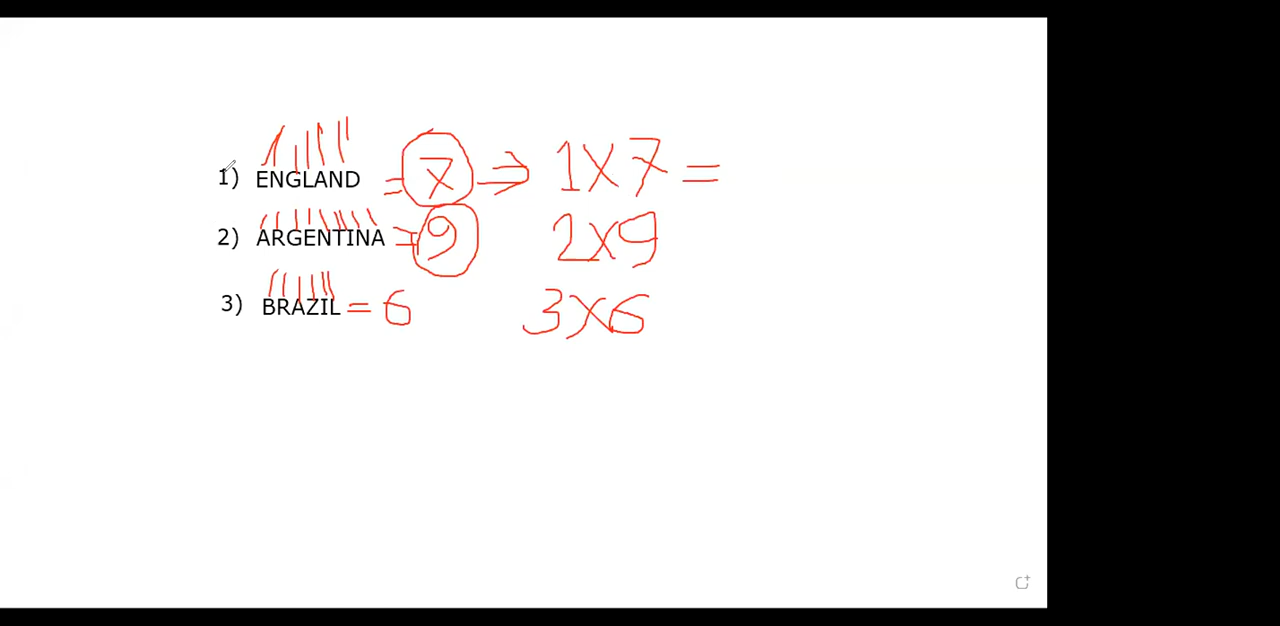 1) ENGLAND = 7 ⇒ 1X7 =
2) ARGENTINA = 9 2X9
3) BRAZIL = 6 3X6